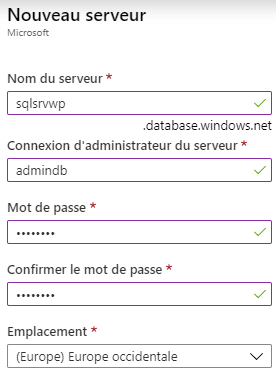 Nouveau serveur
Microsoft
Nom du serveur *
sqlsrvwp
.database.windows.net
Connexion d'administrateur du serveur *
admindb
Mot de passe *
••••••••
Confirmer le mot de passe *
••••••••
Emplacement *
(Europe) Europe occidentale